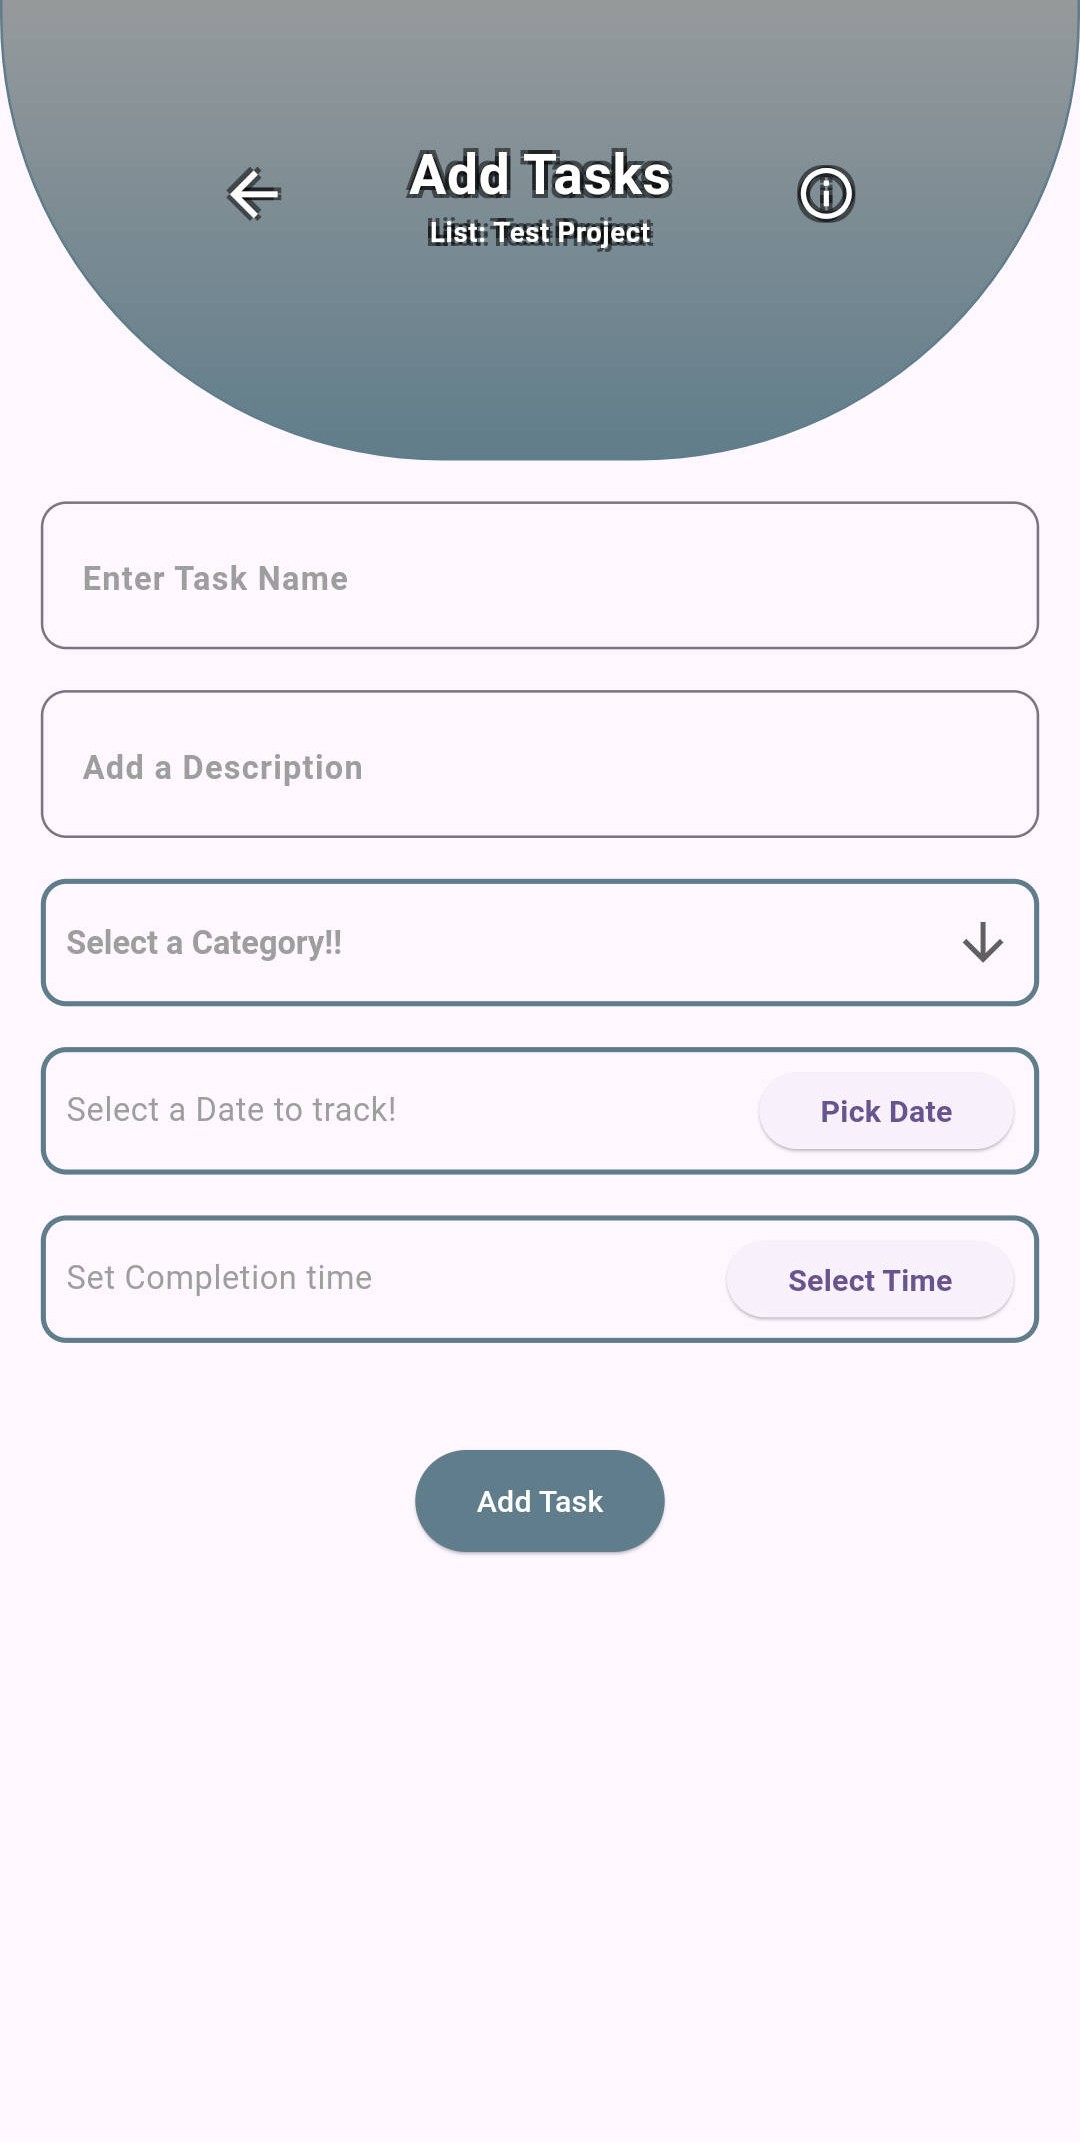 Add Tasks
List: Test Project
Enter Task Name
Add a Description
Select a Category!!
Select a Date to track!
Pick Date
Set Completion time
Select Time
Add Task